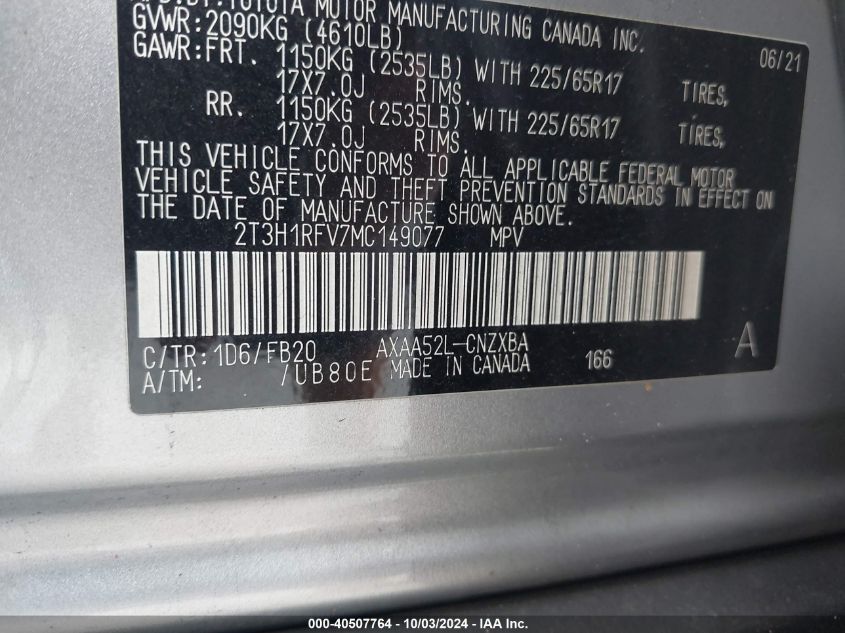 MFD.BY:TOYOTA MOTOR MANUFACTURING CANADA INC.
GVWR:2090KG (4610LB) 06/21
GAWR:FRT. 1150KG (2535LB) WITH 225/65R17 TIRES,
17X7.0J RIMS.
RR. 1150KG (2535LB) WITH 225/65R17 TIRES,
17X7.0J RIMS.
THIS VEHICLE CONFORMS TO ALL APPLICABLE FEDERAL MOTOR
VEHICLE SAFETY AND THEFT PREVENTION STANDARDS IN EFFECT ON
THE DATE OF MANUFACTURE SHOWN ABOVE.
2T3H1RFV7MC149077 MPV
C/TR: 1D6/FB20 AXAA52L-CNZXBA A
A/TM: /UB80E MADE IN CANADA 166
000-40507764 - 10/03/2024 - IAA Inc.